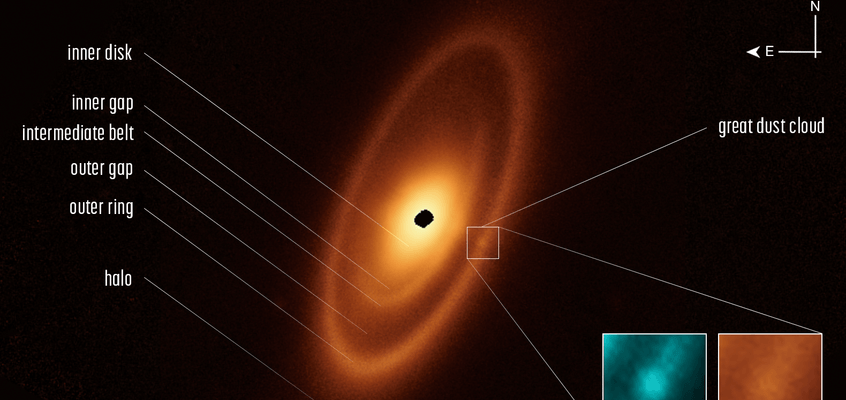 N
E
inner disk
inner gap
intermediate belt
outer gap
outer ring
halo
great dust cloud